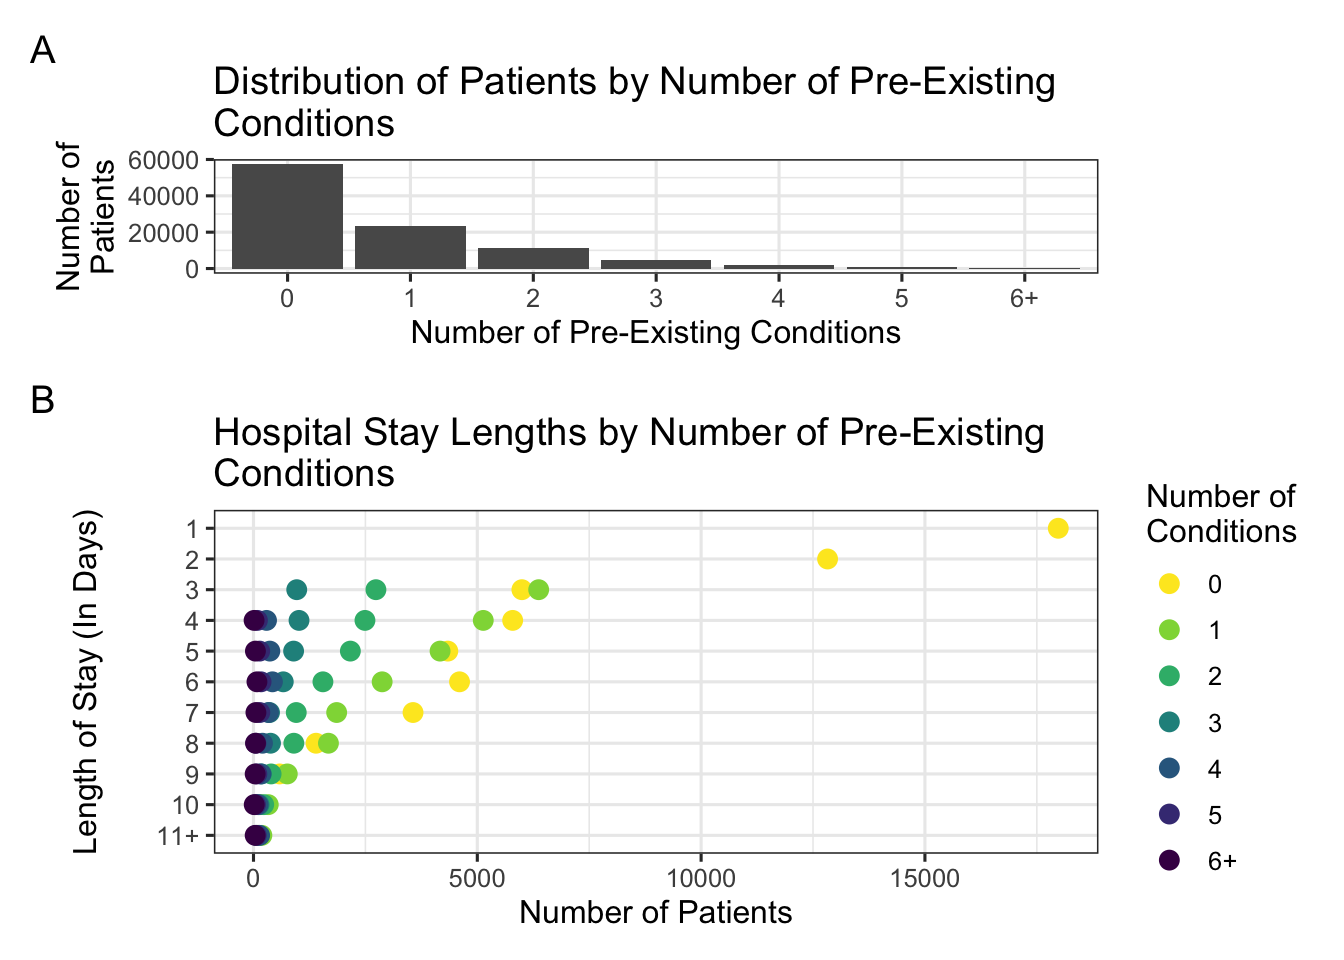 A
Distribution of Patients by Number of Pre-Existing
Conditions
Number of
Patients
60000
40000
20000
0
0 1 2 3 4 5 6+
Number of Pre-Existing Conditions
B
Hospital Stay Lengths by Number of Pre-Existing
Conditions
Length of Stay (In Days)
1
2
3
4
5
6
7
8
9
10
11+
0 5000 10000 15000
Number of Patients
Number of
Conditions
0
1
2
3
4
5
6+